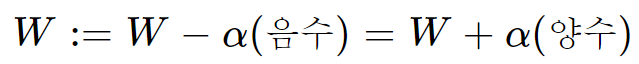 W := W − α(음수) = W + α(양수)